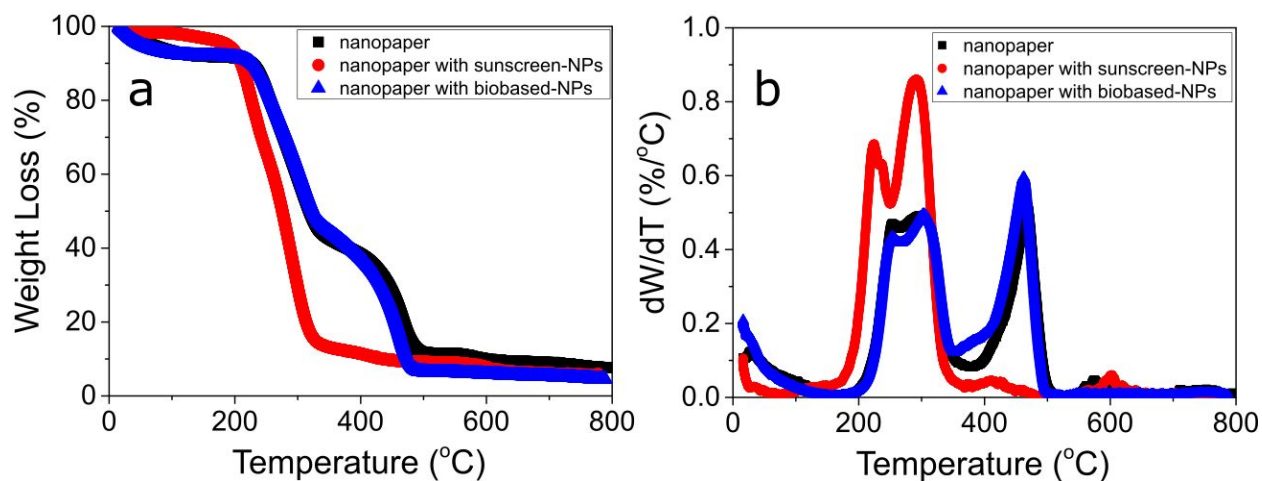 a
nanopaper
nanopaper with sunscreen-NPs
nanopaper with biobased-NPs
Weight Loss (%)
100
80
60
40
20
0
0 200 400 600 800
Temperature (°C)
b
nanopaper
nanopaper with sunscreen-NPs
nanopaper with biobased-NPs
dW/dT (%/°C)
1.0
0.8
0.6
0.4
0.2
0.0
0 200 400 600 800
Temperature (°C)